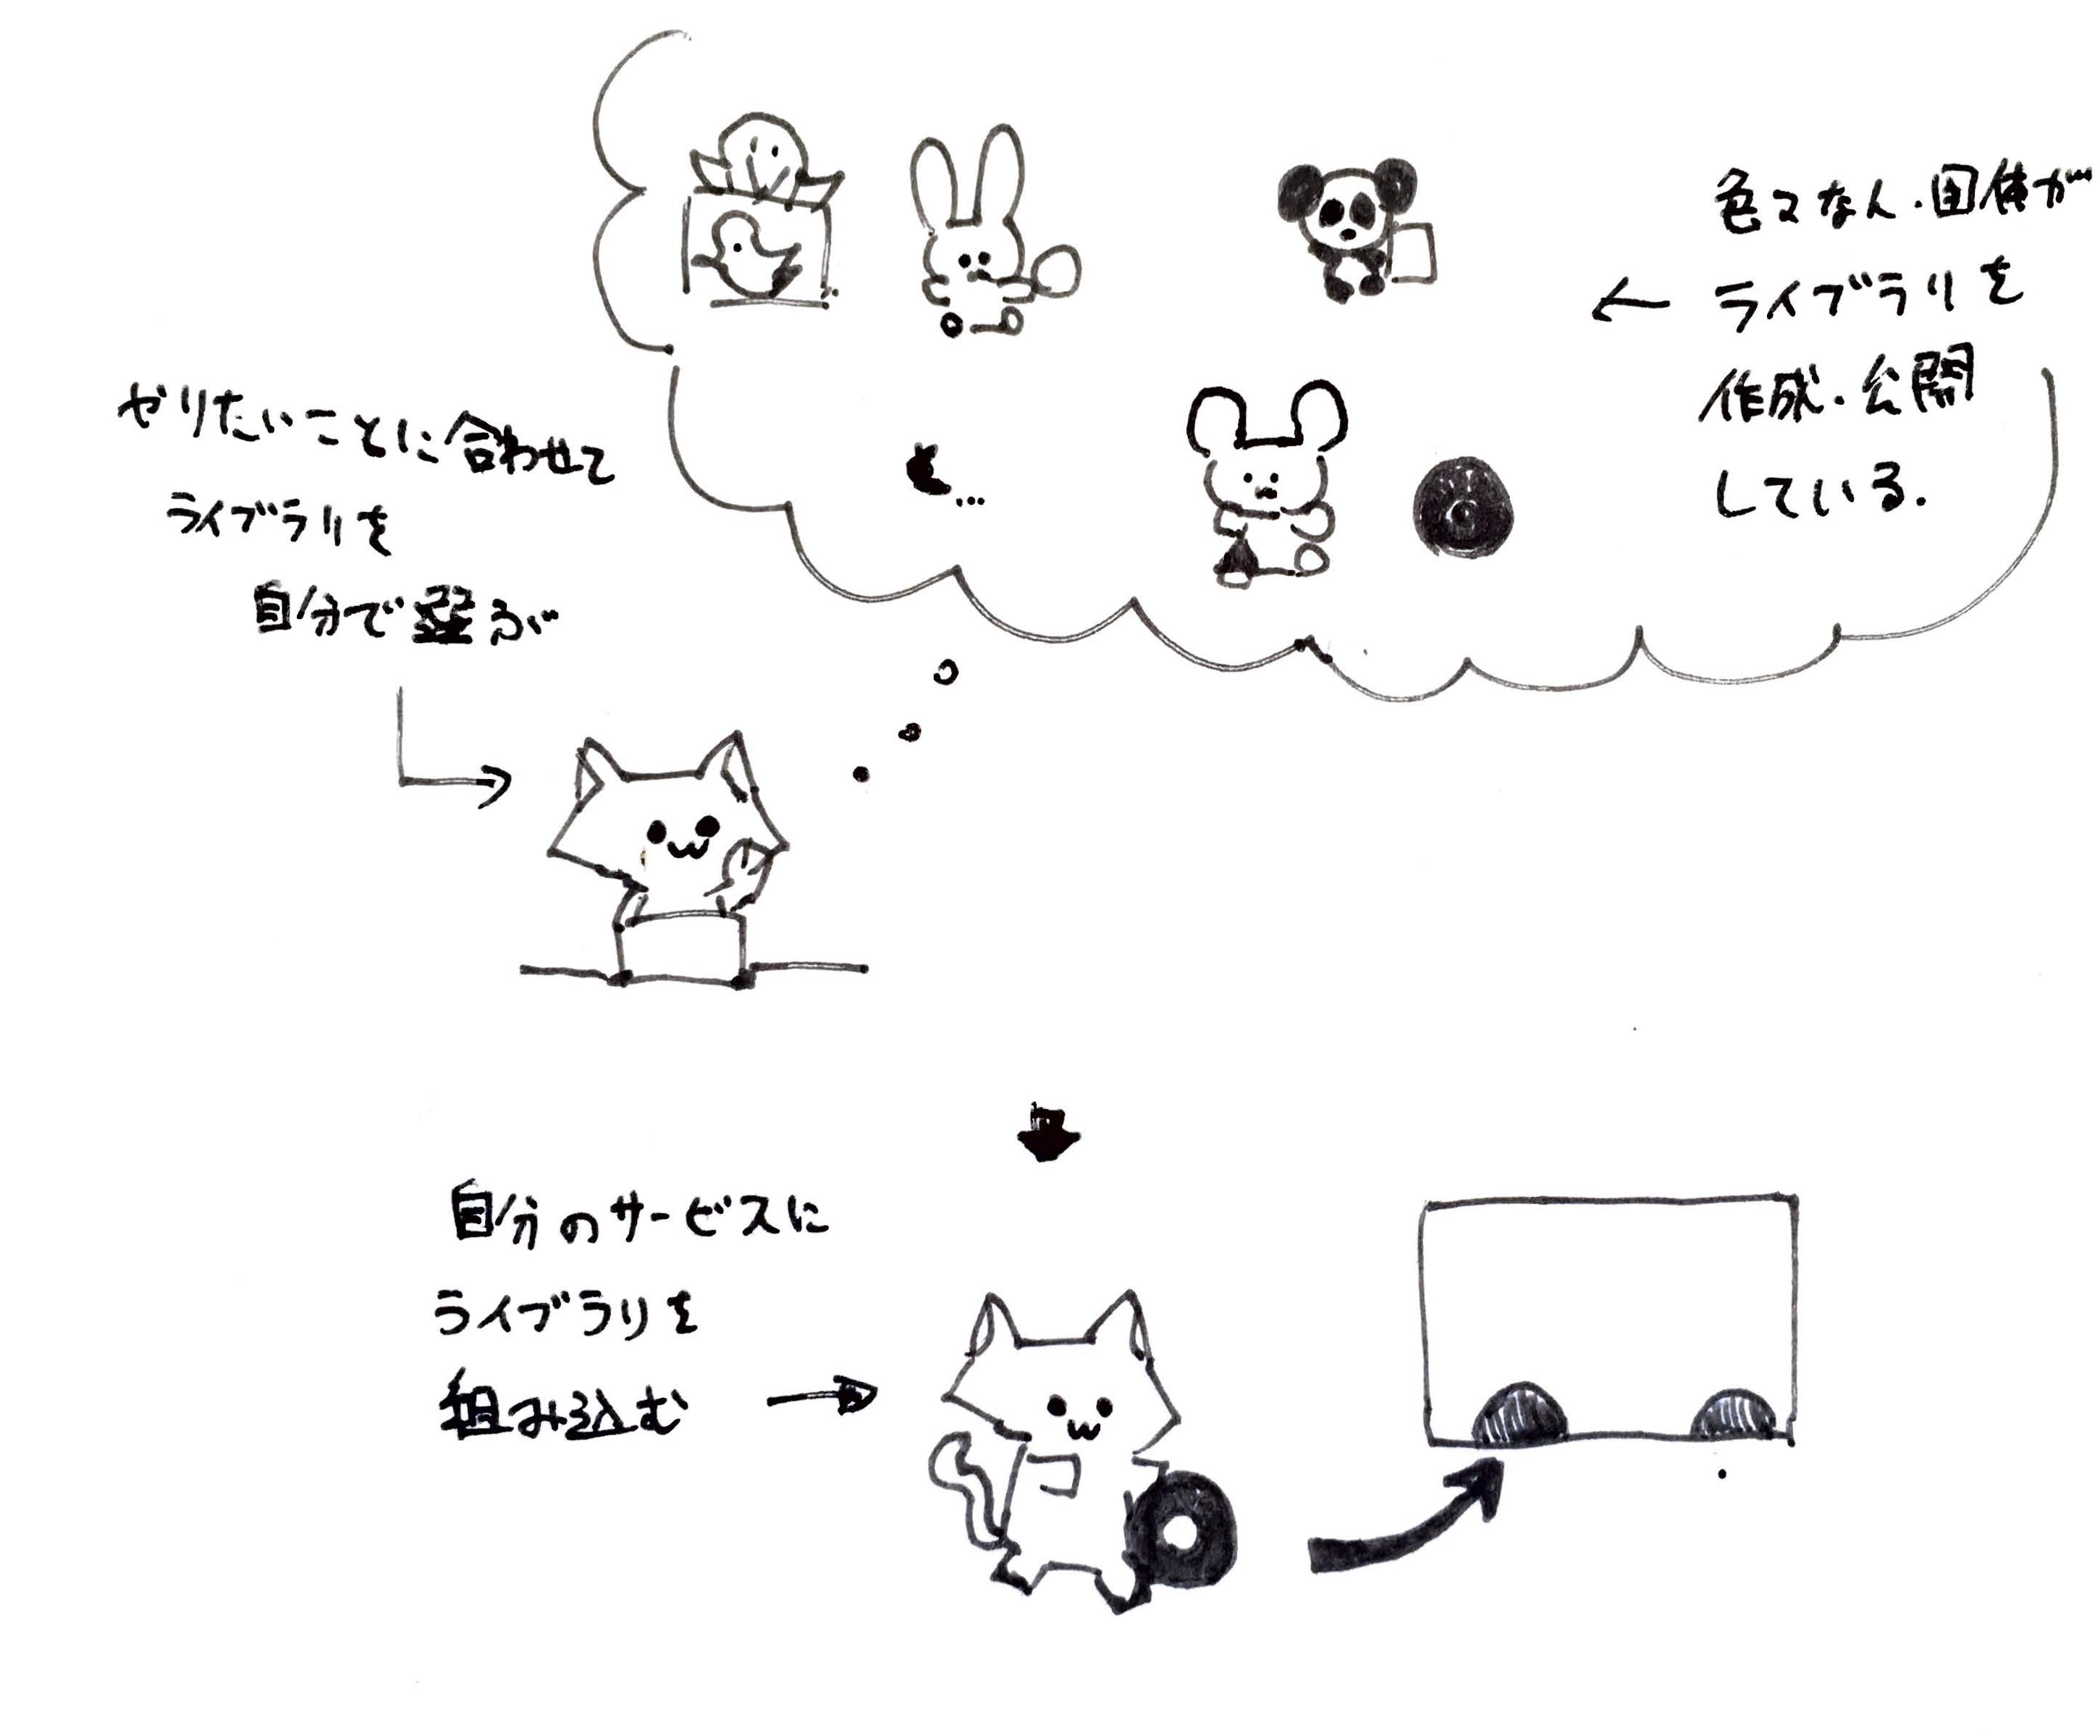 色々な人・団体が
ライブラリを
作成・公開
している.
やりたいことに合わせて
ライブラリを
自分で選ぶ
自分のサービスに
ライブラリを
組み込む